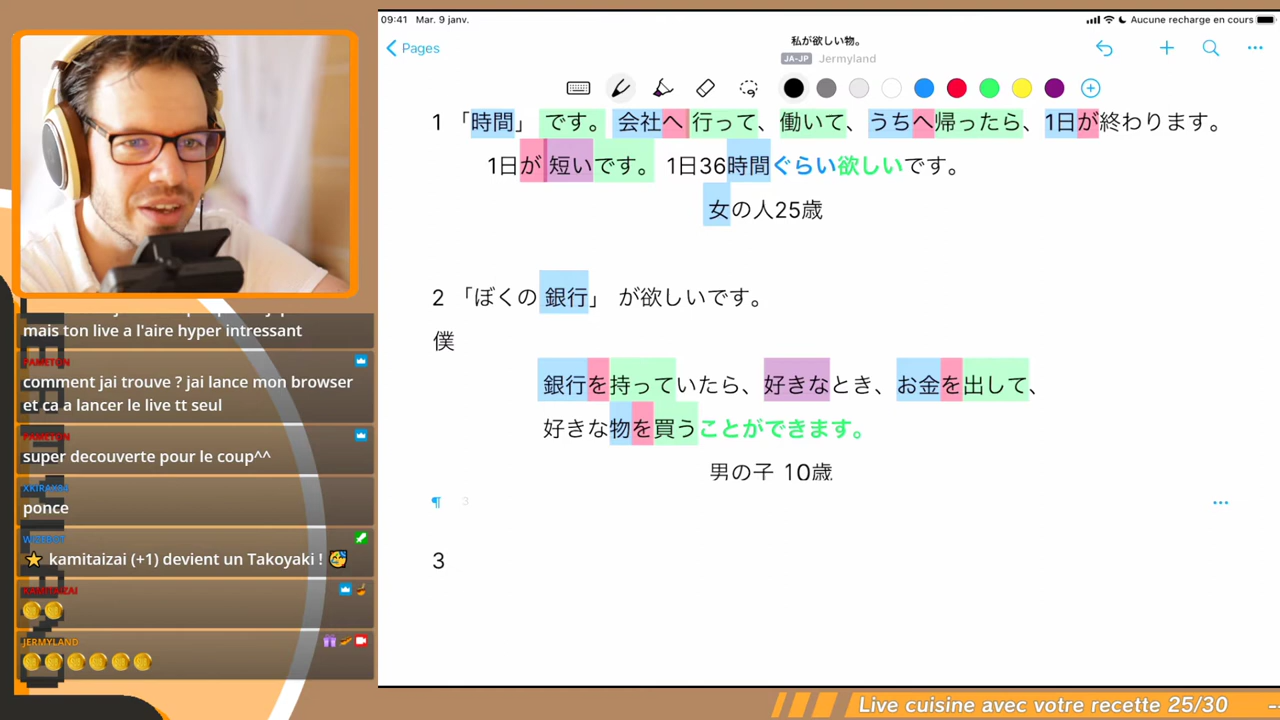 09:41 Mar. 9 janv.
Aucune recharge en cours
Pages
私が欲しい物。
JA-JP Jermyland
1 「時間」 です。 会社へ 行って、働いて、うちへ帰ったら、1日が終わります。
1日が 短いです。 1日36時間ぐらい欲しいです。
女の人25歳
2 「ぼくの 銀行」 が欲しいです。
僕
銀行を持っていたら、好きなとき、お金を出して、
好きな物を買うことができます。
男の子 10歳
¶ 3
3
mais ton live a l'aire hyper intressant
comment jai trouve ? jai lance mon browser
et ca a lancer le live tt seul
super decouverte pour le coup^^
ponce
WIZEBOT
kamitaizai (+1) devient un Takoyaki !
KAMITAIZAI
JERMYLAND
Live cuisine avec votre recette 25/30